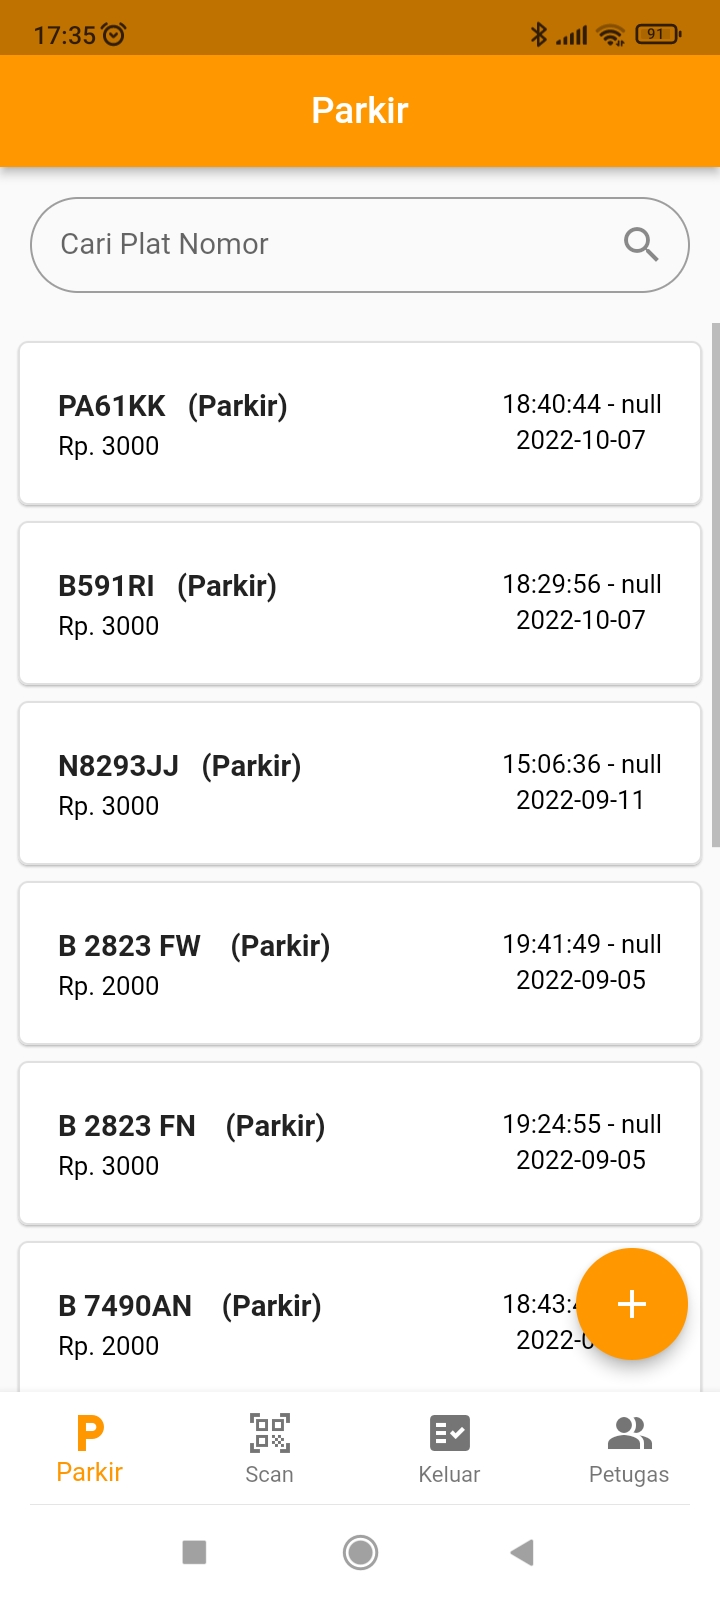 17:35
91
Parkir
Cari Plat Nomor
PA61KK (Parkir)
18:40:44 - null
Rp. 3000
2022-10-07
B591RI (Parkir)
18:29:56 - null
Rp. 3000
2022-10-07
N8293JJ (Parkir)
15:06:36 - null
Rp. 3000
2022-09-11
B 2823 FW (Parkir)
19:41:49 - null
Rp. 2000
2022-09-05
B 2823 FN (Parkir)
19:24:55 - null
Rp. 3000
2022-09-05
B 7490AN (Parkir)
18:43:
Rp. 2000
2022-0
P
Parkir
Scan
Keluar
Petugas